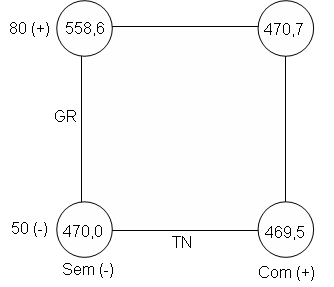 80 (+) 558,6 470,7
GR
50 (-) 470,0 469,5
TN
Sem (-) Com (+)